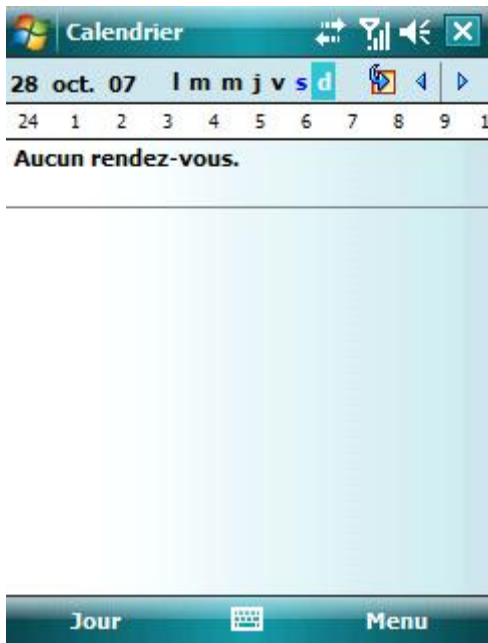 Calendrier
28 oct. 07 l m m j v s d
24 1 2 3 4 5 6 7 8 9 1
Aucun rendez-vous.
Jour Menu